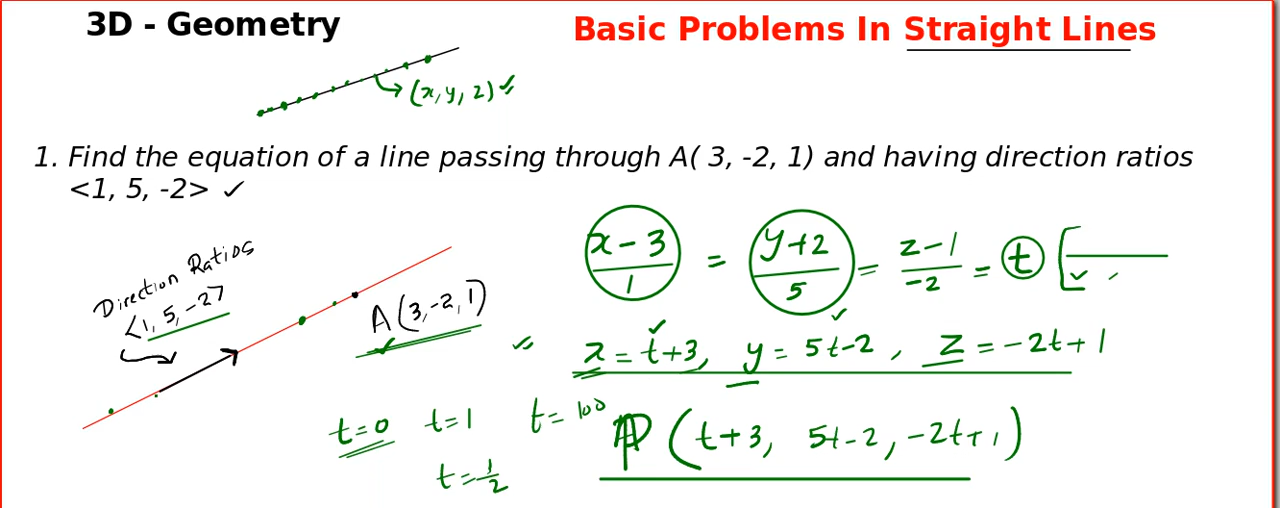 3D - Geometry
Basic Problems In Straight Lines
(x, y, z)
1. Find the equation of a line passing through A( 3, -2, 1) and having direction ratios
<1, 5, -2>
Direction Ratios
<1, 5, -2>
A(3,-2,1)
x-3/1 = y+2/5 = z-1/-2 = t
x = t+3, y = 5t-2, z = -2t+1
t=0 t=1 t=100
t=1/2
P(t+3, 5t-2, -2t+1)